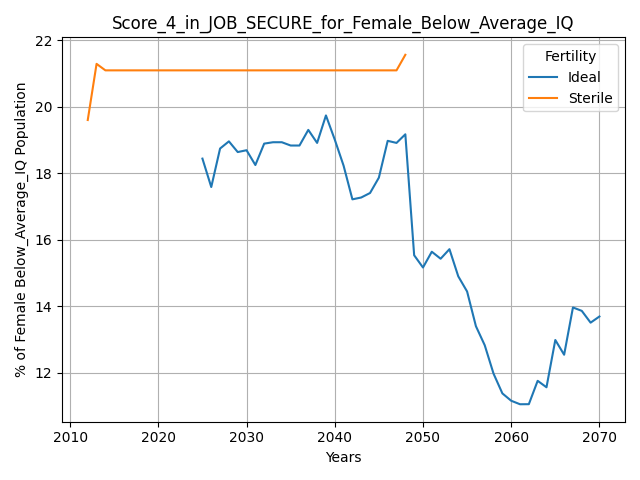 Score_4_in_JOB_SECURE_for_Female_Below_Average_IQ
% of Female Below_Average_IQ Population
22
20
18
16
14
12
Fertility
Ideal
Sterile
2010 2020 2030 2040 2050 2060 2070
Years